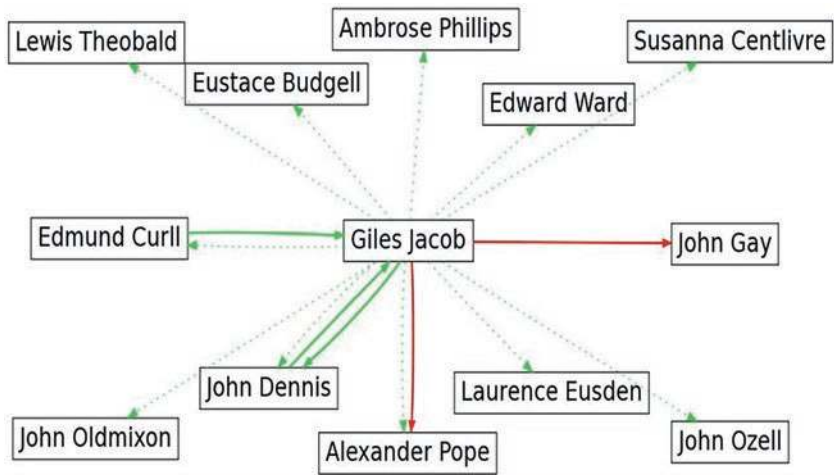 Ambrose Phillips
Lewis Theobald
Susanna Centlivre
Eustace Budgell
Edward Ward
Edmund Curll
Giles Jacob
John Gay
John Dennis
Laurence Eusden
John Oldmixon
Alexander Pope
John Ozell